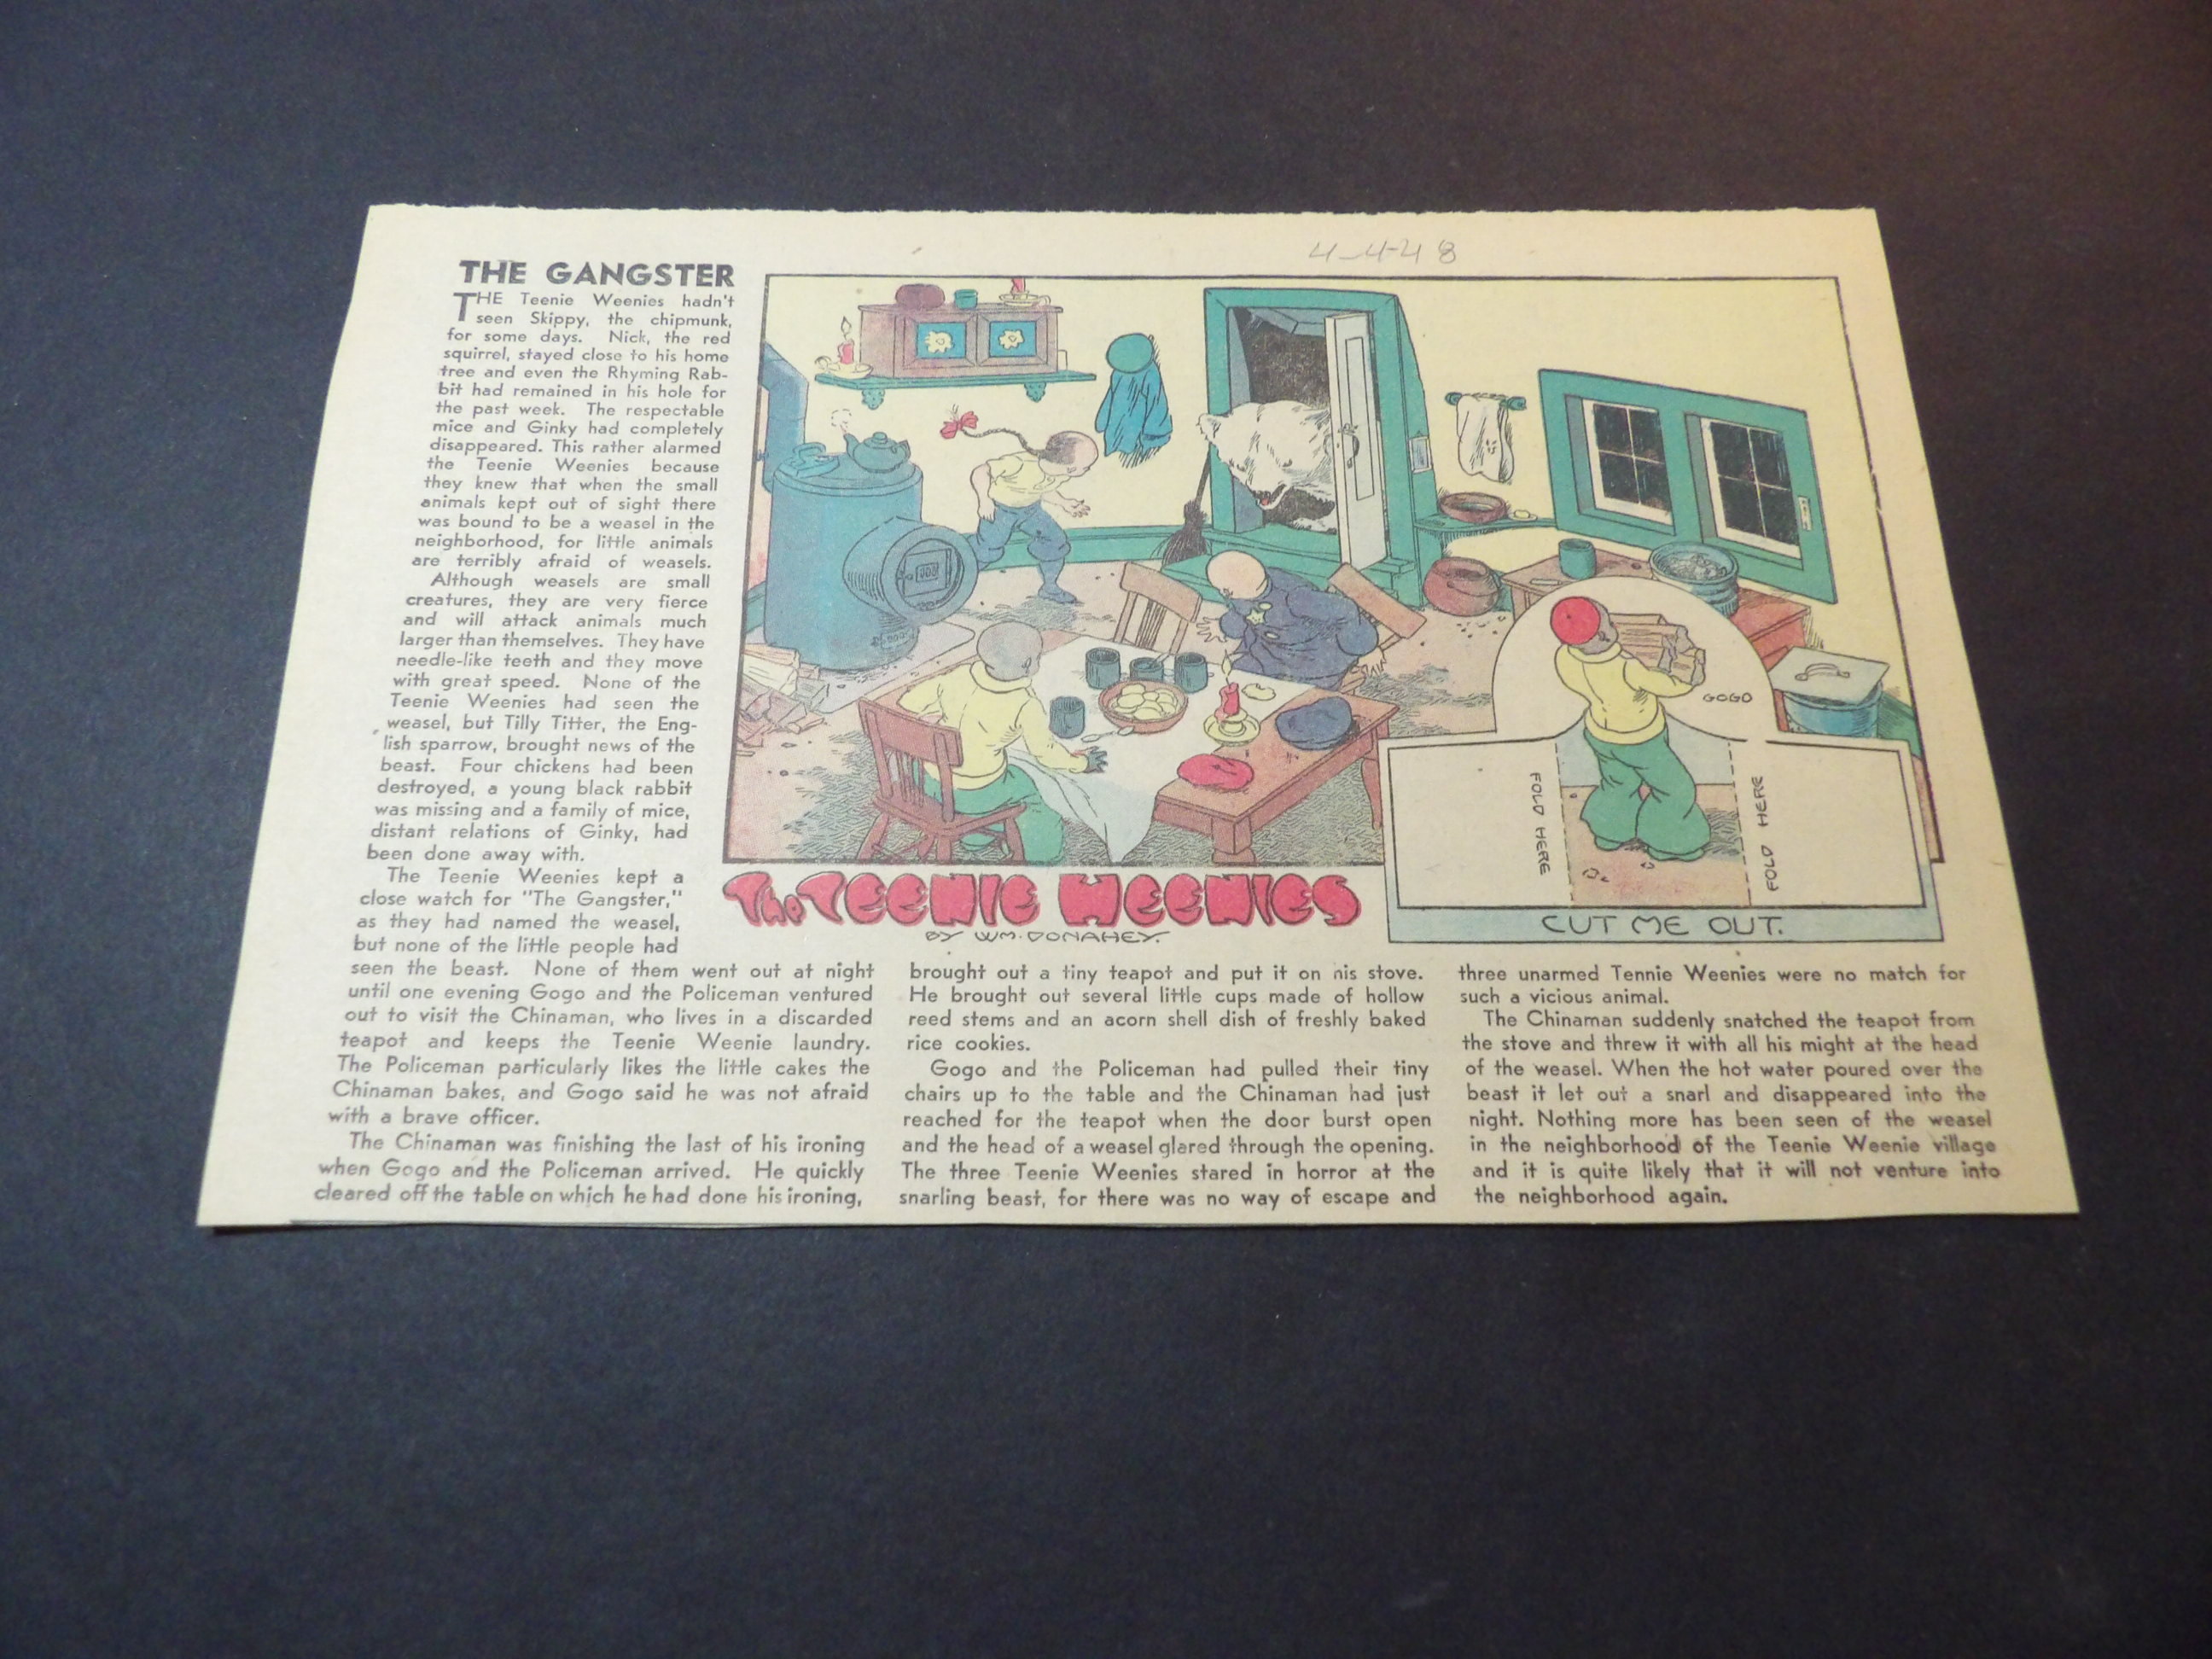 4-4-48
THE GANGSTER
THE Teenie Weenies hadn't
seen Skippy, the chipmunk,
for some days. Nick, the red
squirrel, stayed close to his home
tree and even the Rhyming Rab-
bit had remained in his hole for
the past week. The respectable
mice and Ginky had completely
disappeared. This rather alarmed
the Teenie Weenies because
they knew that when the small
animals kept out of sight there
was bound to be a weasel in the
neighborhood, for little animals
are terribly afraid of weasels.
Although weasels are small
creatures, they are very fierce
and will attack animals much
larger than themselves. They have
needle-like teeth and they move
with great speed. None of the
Teenie Weenies had seen the
weasel, but Tilly Titter, the Eng-
lish sparrow, brought news of the
beast. Four chickens had been
destroyed, a young black rabbit
was missing and a family of mice,
distant relations of Ginky, had
been done away with.
The Teenie Weenies kept a
close watch for "The Gangster,"
as they had named the weasel,
but none of the little people had
seen the beast. None of them went out at night
until one evening Gogo and the Policeman ventured
out to visit the Chinaman, who lives in a discarded
teapot and keeps the Teenie Weenie laundry.
The Policeman particularly likes the little cakes the
Chinaman bakes, and Gogo said he was not afraid
with a brave officer.
The Chinaman was finishing the last of his ironing
when Gogo and the Policeman arrived. He quickly
cleared off the table on which he had done his ironing,
brought out a tiny teapot and put it on nis stove.
He brought out several little cups made of hollow
reed stems and an acorn shell dish of freshly baked
rice cookies.
Gogo and the Policeman had pulled their tiny
chairs up to the table and the Chinaman had just
reached for the teapot when the door burst open
and the head of a weasel glared through the opening.
The three Teenie Weenies stared in horror at the
snarling beast, for there was no way of escape and
three unarmed Tennie Weenies were no match for
such a vicious animal.
The Chinaman suddenly snatched the teapot from
the stove and threw it with all his might at the head
of the weasel. When the hot water poured over the
beast it let out a snarl and disappeared into the
night. Nothing more has been seen of the weasel
in the neighborhood of the Teenie Weenie village
and it is quite likely that it will not venture into
the neighborhood again.
The TEENIE WEENIES
BY WM. DONAHEY.
GOGO
FOLD HERE
FOLD HERE
CUT ME OUT.